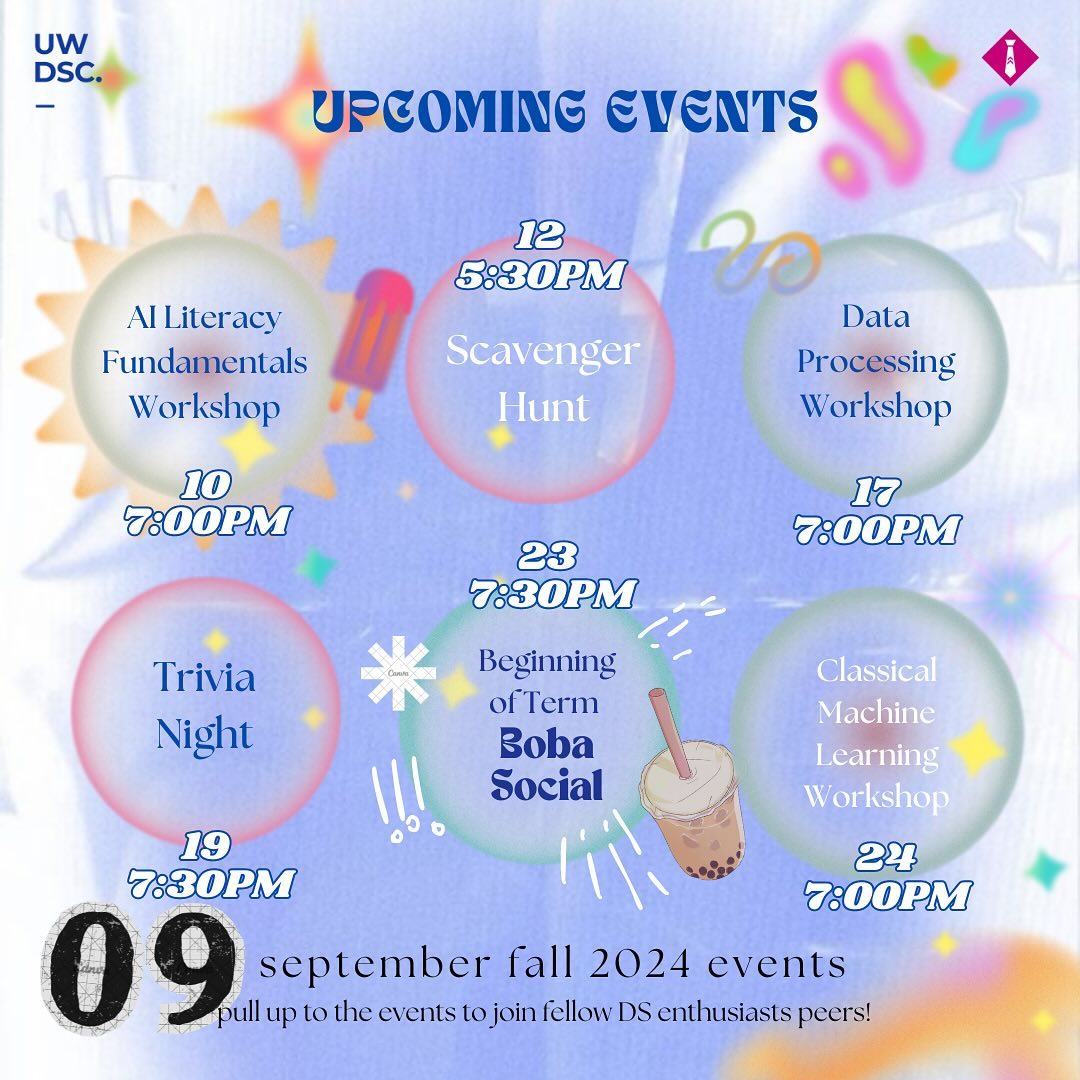 UW
DSC.
UPCOMING EVENTS
AI Literacy
Fundamentals
Workshop
10
7:00PM
12
5:30PM
Scavenger
Hunt
Data
Processing
Workshop
17
7:00PM
Trivia
Night
19
7:30PM
23
7:30PM
Beginning
of Term
Boba
Social
Canva
Classical
Machine
Learning
Workshop
24
7:00PM
09
september fall 2024 events
pull up to the events to join fellow DS enthusiasts peers!